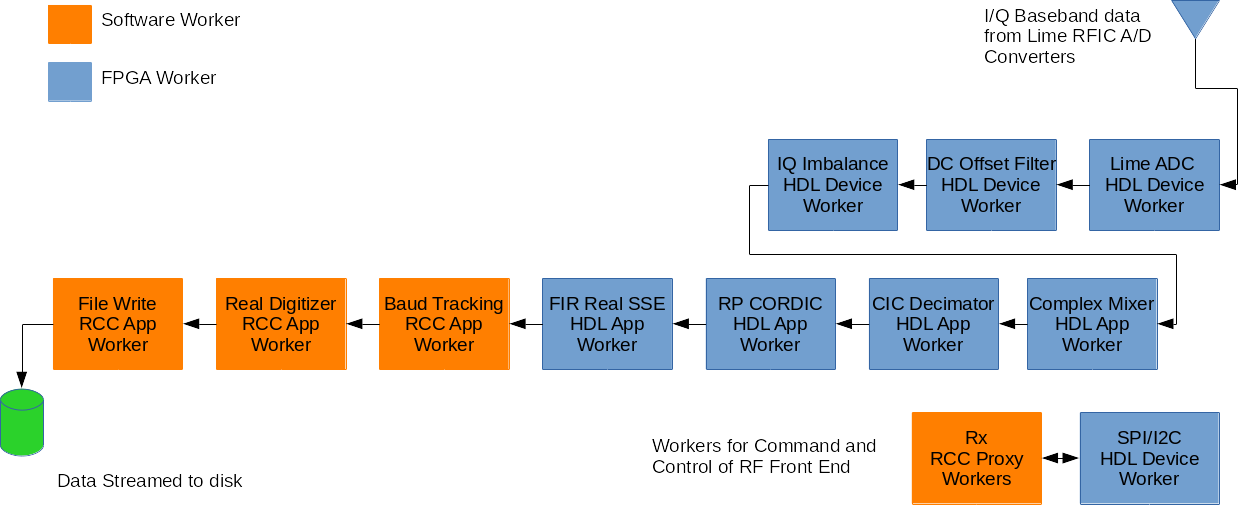 Software Worker
FPGA Worker
I/Q Baseband data
from Lime RFIC A/D
Converters
IQ Imbalance
HDL Device
Worker
DC Offset Filter
HDL Device
Worker
Lime ADC
HDL Device
Worker
File Write
RCC App
Worker
Real Digitizer
RCC App
Worker
Baud Tracking
RCC App
Worker
FIR Real SSE
HDL App
Worker
RP CORDIC
HDL App
Worker
CIC Decimator
HDL App
Worker
Complex Mixer
HDL App
Worker
Workers for Command and
Control of RF Front End
Rx
RCC Proxy
Workers
SPI/I2C
HDL Device
Worker
Data Streamed to disk